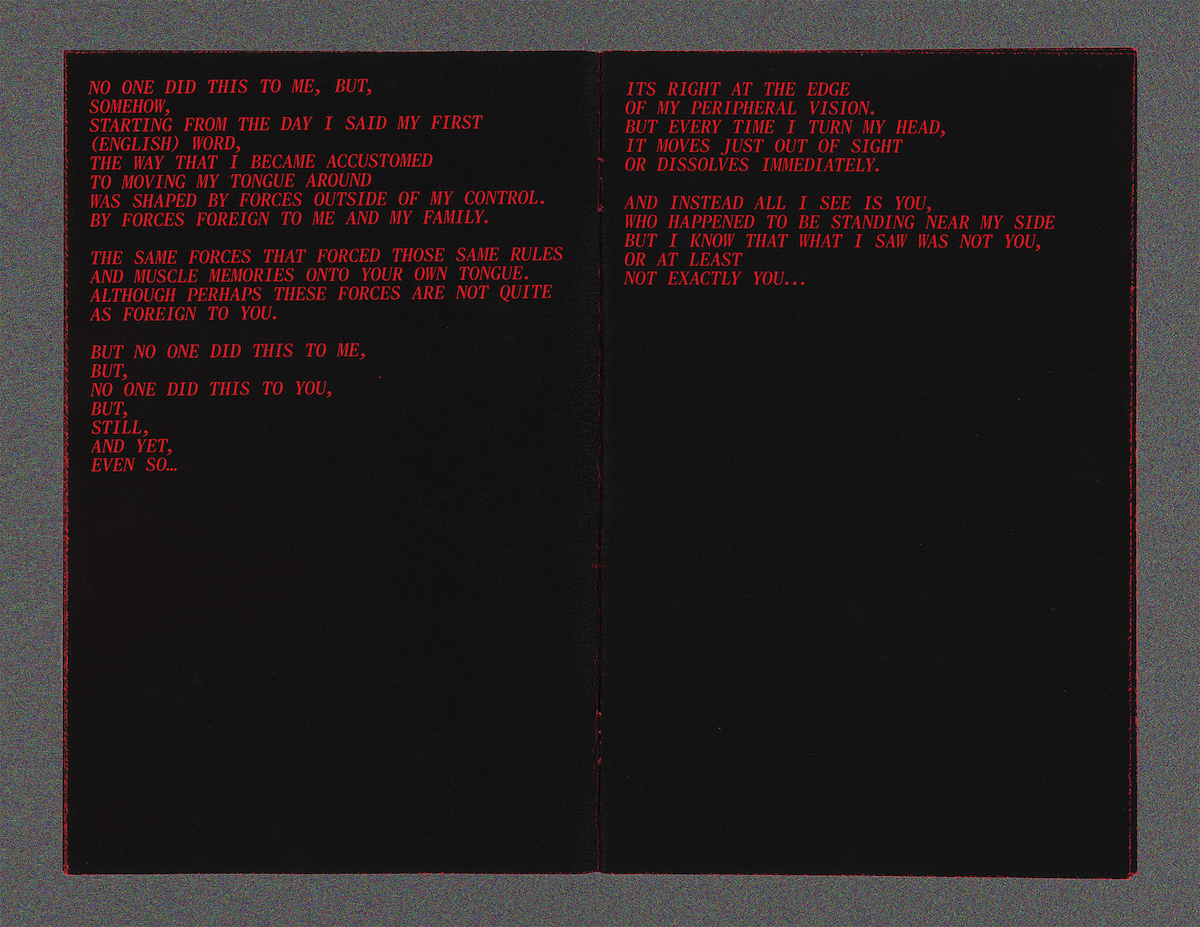 NO ONE DID THIS TO ME, BUT,
SOMEHOW,
STARTING FROM THE DAY I SAID MY FIRST
(ENGLISH) WORD,
THE WAY THAT I BECAME ACCUSTOMED
TO MOVING MY TONGUE AROUND
WAS SHAPED BY FORCES OUTSIDE OF MY CONTROL.
BY FORCES FOREIGN TO ME AND MY FAMILY.

THE SAME FORCES THAT FORCED THOSE SAME RULES
AND MUSCLE MEMORIES ONTO YOUR OWN TONGUE.
ALTHOUGH PERHAPS THESE FORCES ARE NOT QUITE
AS FOREIGN TO YOU.

BUT NO ONE DID THIS TO ME,
BUT,
NO ONE DID THIS TO YOU,
BUT,
STILL,
AND YET,
EVEN SO…

ITS RIGHT AT THE EDGE
OF MY PERIPHERAL VISION.
BUT EVERY TIME I TURN MY HEAD,
IT MOVES JUST OUT OF SIGHT
OR DISSOLVES IMMEDIATELY.

AND INSTEAD ALL I SEE IS YOU,
WHO HAPPENED TO BE STANDING NEAR MY SIDE
BUT I KNOW THAT WHAT I SAW WAS NOT YOU,
OR AT LEAST
NOT EXACTLY YOU...